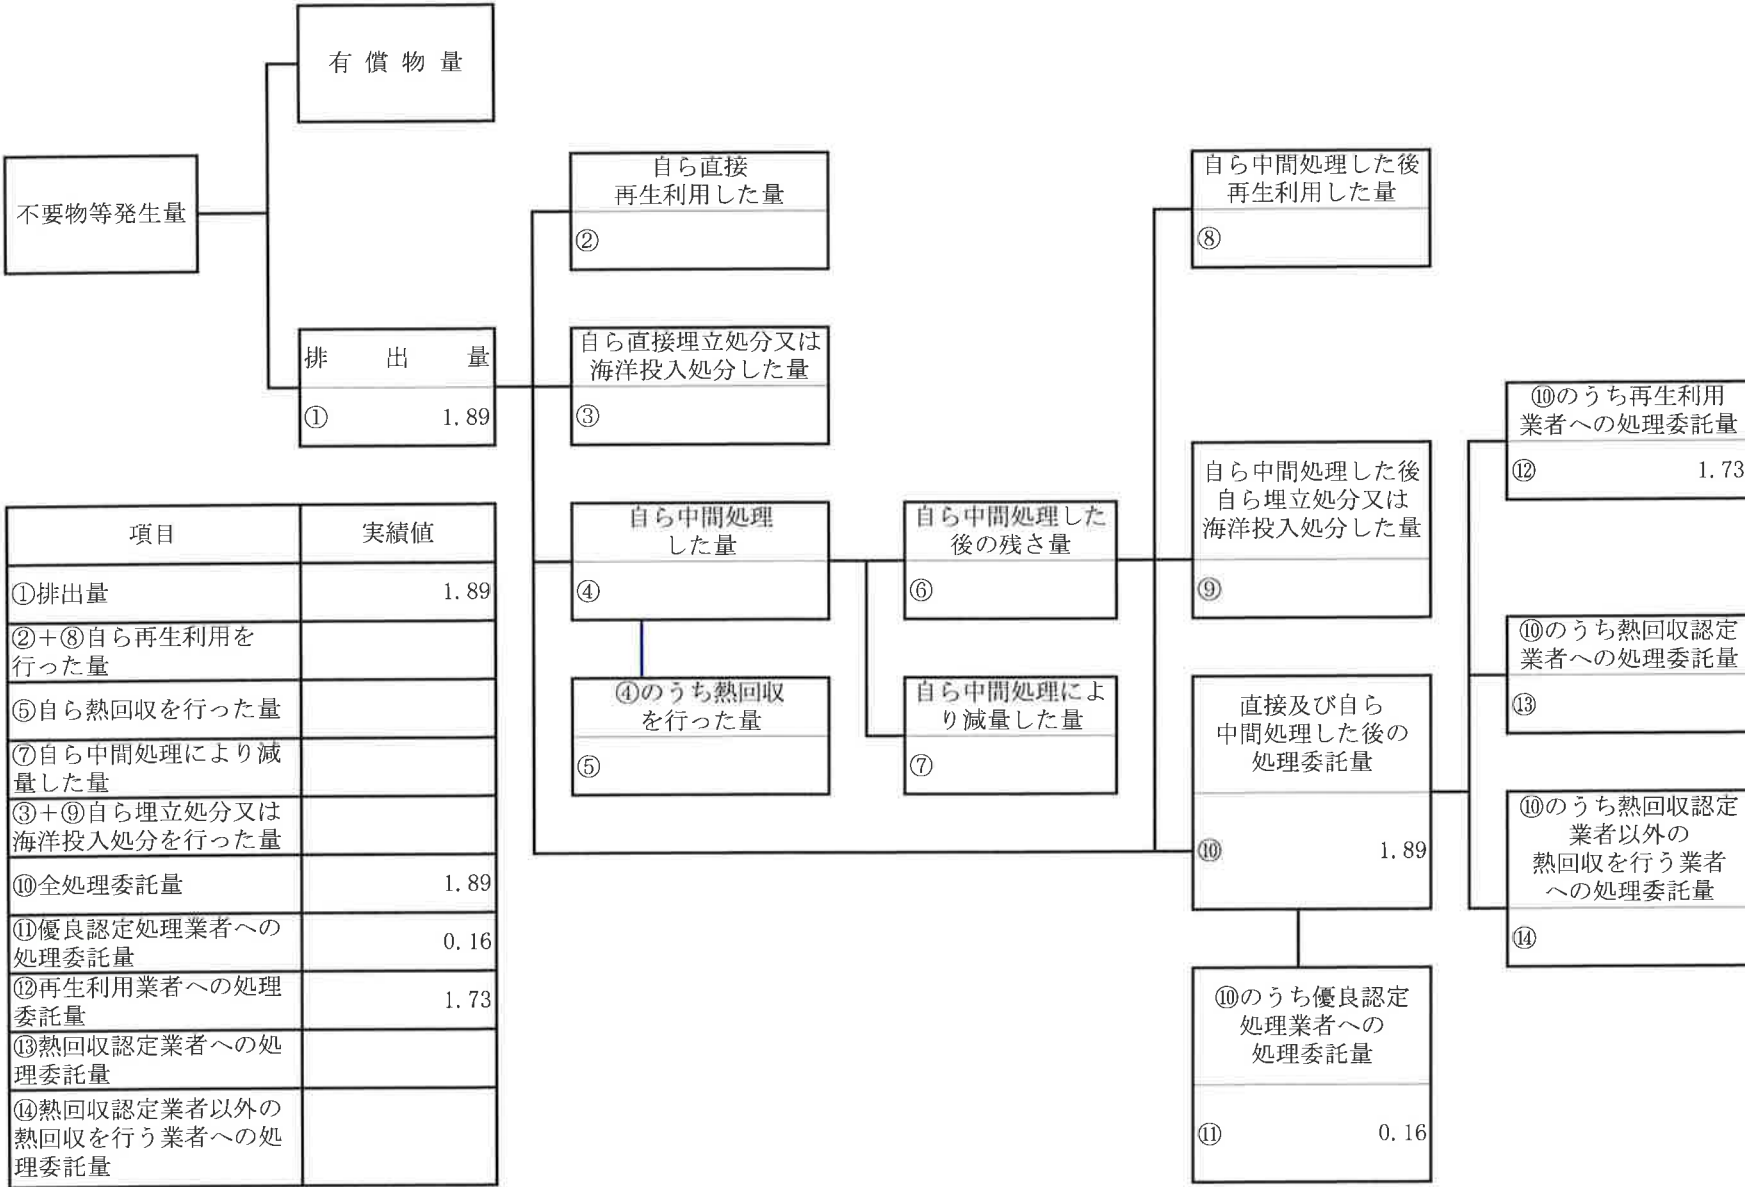 有償物量
不要物等発生量
排出量
① 1.89
自ら直接
再生利用した量
②
自ら直接埋立処分又は
海洋投入処分した量
③
自ら中間処理
した量
④
④のうち熱回収
を行った量
⑤
自ら中間処理した
後の残さ量
⑥
自ら中間処理によ
り減量した量
⑦
自ら中間処理した後
再生利用した量
⑧
自ら中間処理した後
自ら埋立処分又は
海洋投入処分した量
⑨
直接及び自ら
中間処理した後の
処理委託量
⑩ 1.89
⑩のうち優良認定
処理業者への
処理委託量
⑪ 0.16
⑩のうち再生利用
業者への処理委託量
⑫ 1.73
⑩のうち熱回収認定
業者への処理委託量
⑬
⑩のうち熱回収認定
業者以外の
熱回収を行う業者
への処理委託量
⑭
項目 実績値
①排出量 1.89
②+⑧自ら再生利用を
行った量
⑤自ら熱回収を行った量
⑦自ら中間処理により減
量した量
③+⑨自ら埋立処分又は
海洋投入処分を行った量
⑩全処理委託量 1.89
⑪優良認定処理業者への
処理委託量 0.16
⑫再生利用業者への処理
委託量 1.73
⑬熱回収認定業者への処
理委託量
⑭熱回収認定業者以外の
熱回収を行う業者への処
理委託量